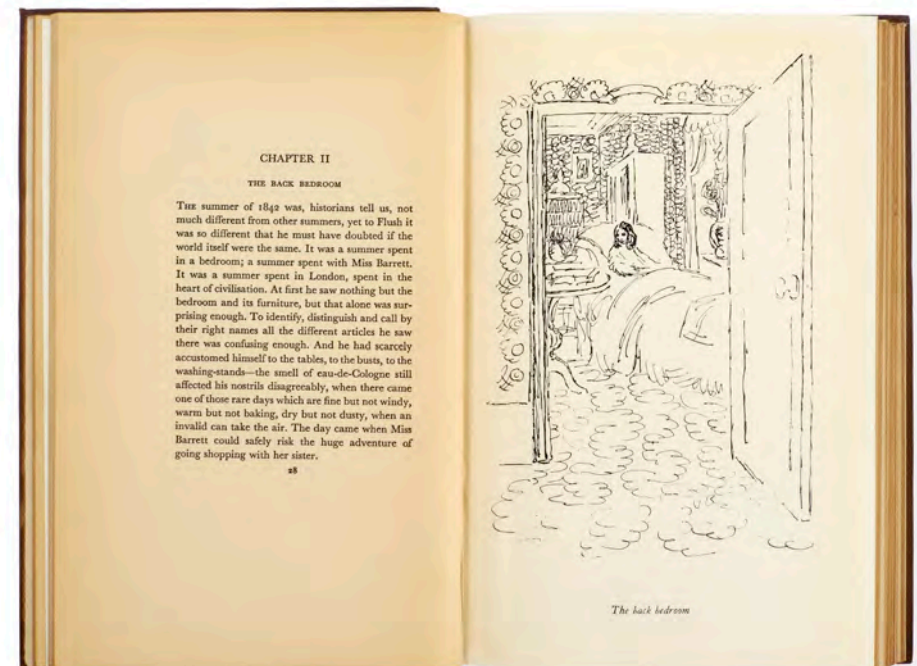 CHAPTER II
THE BACK BEDROOM
THE summer of 1842 was, historians tell us, not
much different from other summers, yet to Flush it
was so different that he must have doubted if the
world itself were the same. It was a summer spent
in a bedroom; a summer spent with Miss Barrett.
It was a summer spent in London, spent in the
heart of civilisation. At first he saw nothing but the
bedroom and its furniture, but that alone was sur-
prising enough. To identify, distinguish and call by
their right names all the different articles he saw
there was confusing enough. And he had scarcely
accustomed himself to the tables, to the busts, to the
washing-stands—the smell of eau-de-Cologne still
affected his nostrils disagreeably, when there came
one of those rare days which are fine but not windy,
warm but not baking, dry but not dusty, when an
invalid can take the air. The day came when Miss
Barrett could safely risk the huge adventure of
going shopping with her sister.
28
The back bedroom